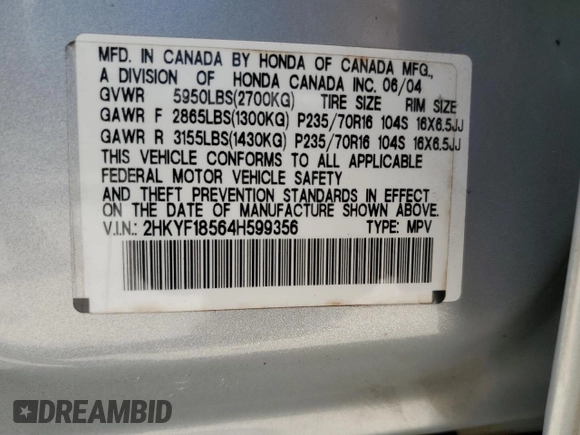 MFD. IN CANADA BY HONDA OF CANADA MFG.,
A DIVISION OF HONDA CANADA INC. 06/04
GVWR 5950LBS(2700KG) TIRE SIZE RIM SIZE
GAWR F 2865LBS(1300KG) P235/70R16 104S 16X6.5JJ
GAWR R 3155LBS(1430KG) P235/70R16 104S 16X6.5JJ
THIS VEHICLE CONFORMS TO ALL APPLICABLE
FEDERAL MOTOR VEHICLE SAFETY
AND THEFT PREVENTION STANDARDS IN EFFECT
ON THE DATE OF MANUFACTURE SHOWN ABOVE.
V.I.N.: 2HKYF18564H599356 TYPE: MPV
DREAMBID